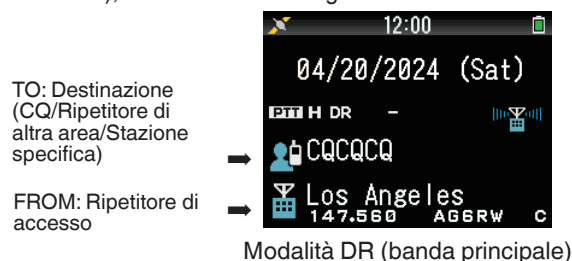 12:00
04/20/2024 (Sat)
TO: Destinazione
(CQ/Ripetitore di
altra area/Stazione
specifica)
PTT H DR –
CQCQCQ
FROM: Ripetitore di
accesso
Los Angeles
147.560 AG6RW C
Modalità DR (banda principale)